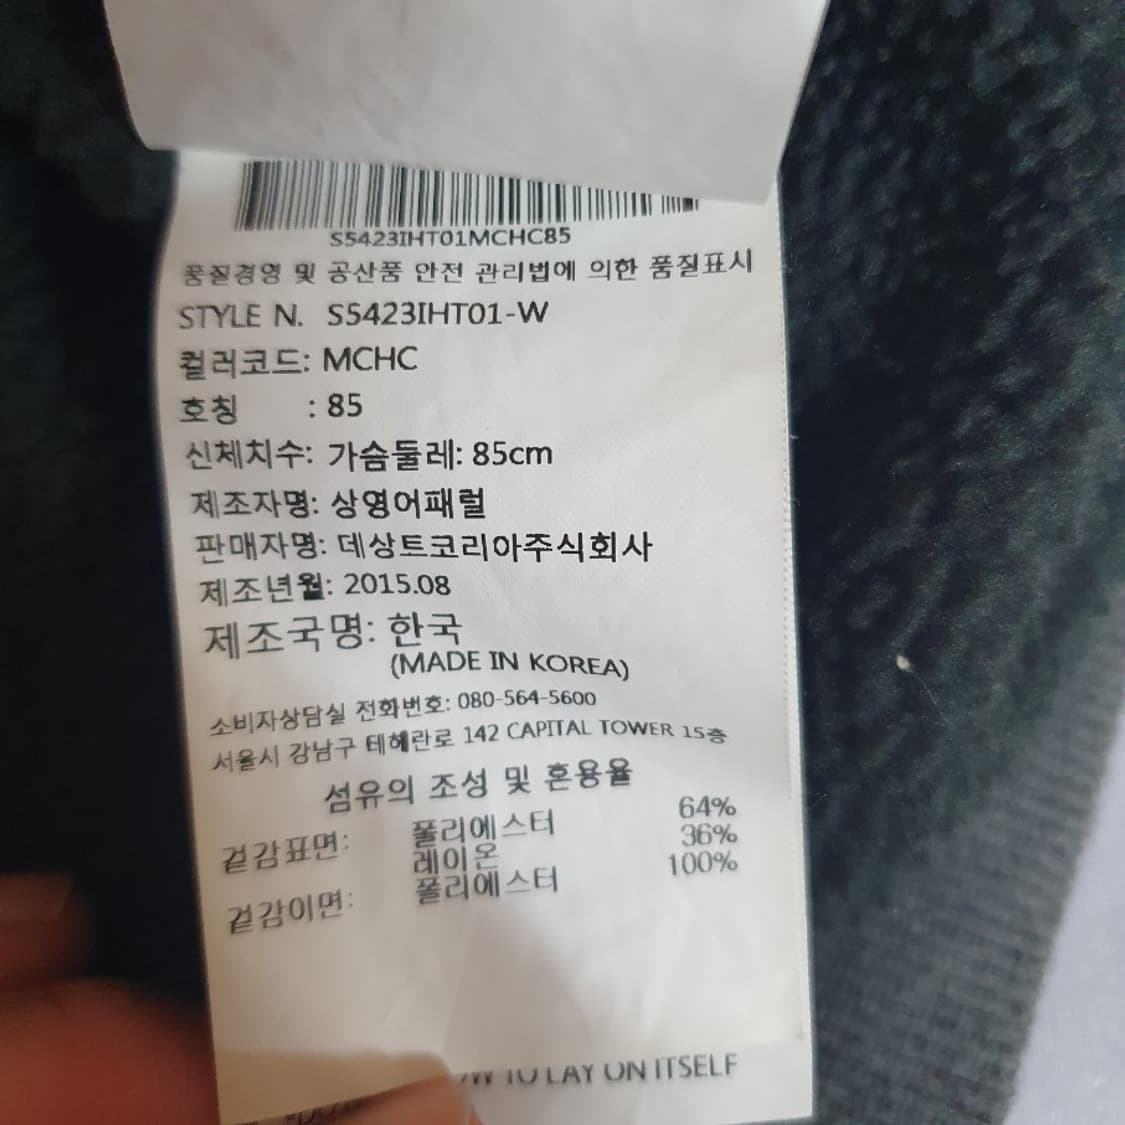 S5423IHT01MCHC85
품질경영 및 공산품 안전 관리법에 의한 품질표시
STYLE N. S5423IHT01-W
컬러코드: MCHC
호칭 : 85
신체치수: 가슴둘레: 85cm
제조자명: 상영어패럴
판매자명: 데상트코리아주식회사
제조년월: 2015.08
제조국명: 한국
(MADE IN KOREA)
소비자상담실 전화번호: 080-564-5600
서울시 강남구 테헤란로 142 CAPITAL TOWER 15층
섬유의 조성 및 혼용율
겉감표면: 폴리에스터 64%
레이온 36%
겉감이면: 폴리에스터 100%
TO LAY ON ITSELF